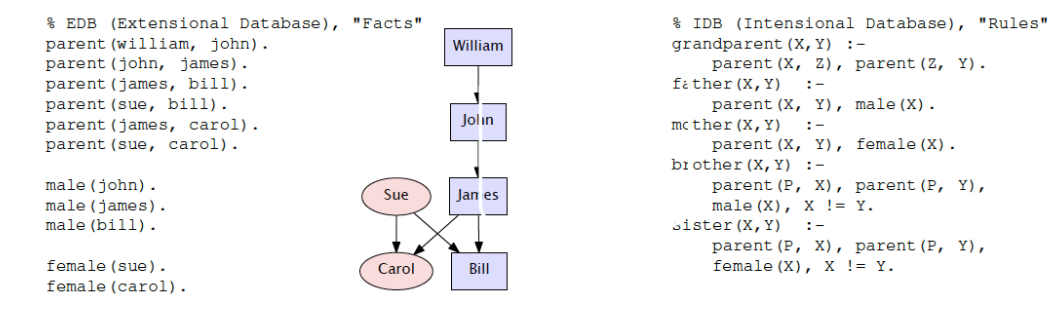 % EDB (Extensional Database), "Facts"
parent(william, john).
parent(john, james).
parent(james, bill).
parent(sue, bill).
parent(james, carol).
parent(sue, carol).
male(john).
male(james).
male(bill).
female(sue).
female(carol).
William
John
Sue
James
Carol
Bill
% IDB (Intensional Database), "Rules"
grandparent(X,Y) :-
parent(X, Z), parent(Z, Y).
father(X,Y) :-
parent(X, Y), male(X).
mother(X,Y) :-
parent(X, Y), female(X).
brother(X,Y) :-
parent(P, X), parent(P, Y),
male(X), X != Y.
sister(X,Y) :-
parent(P, X), parent(P, Y),
female(X), X != Y.